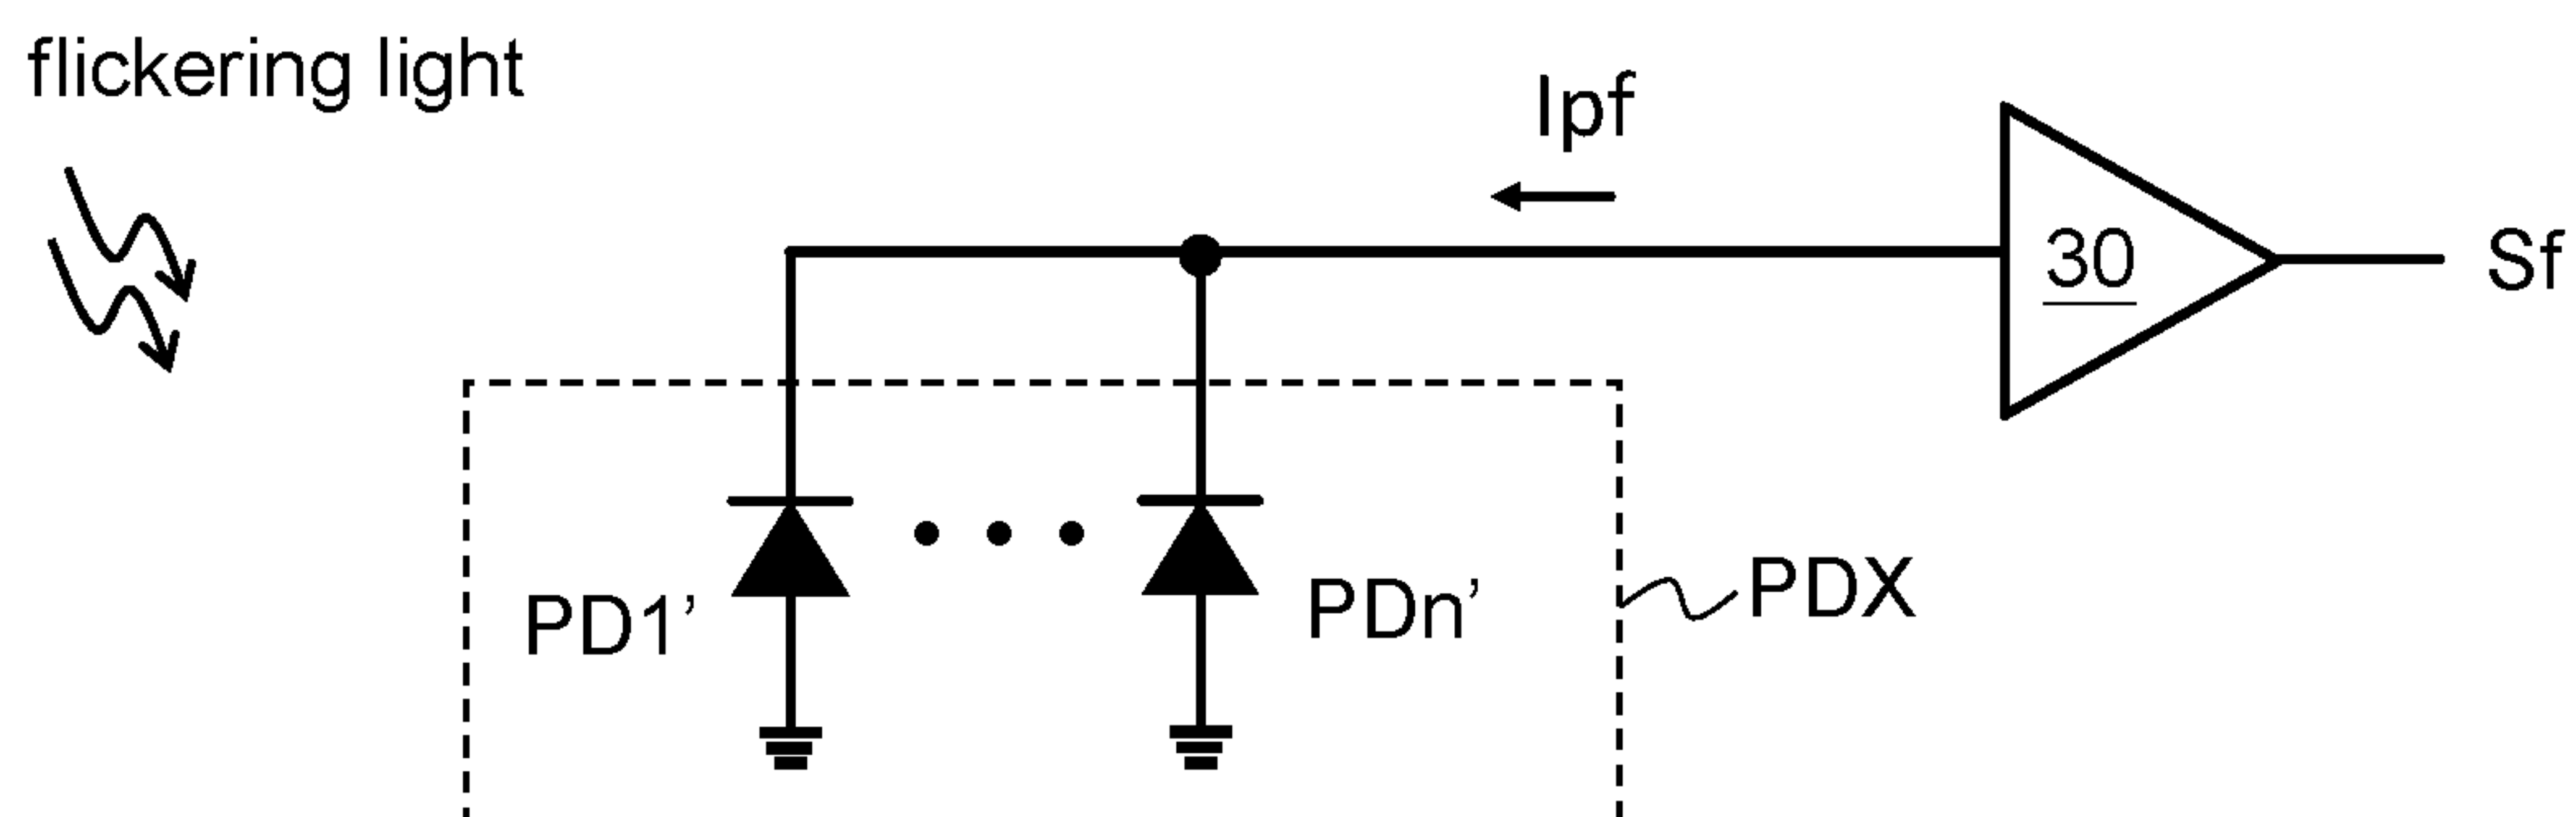 flickering light
Ipf
30
Sf
PD1’
PDn’
PDX